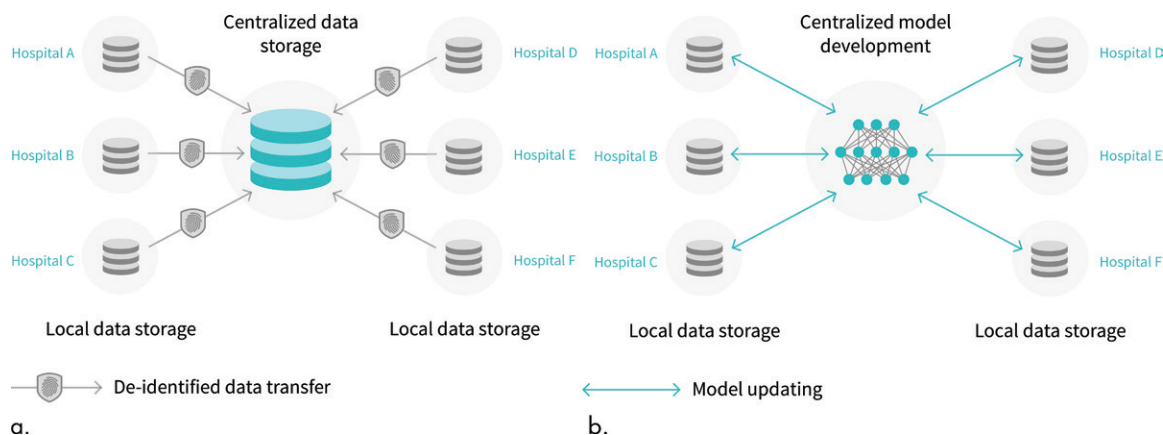 Centralized data
storage
Hospital A
Hospital D
Hospital B
Hospital E
Hospital C
Hospital F
Local data storage
Local data storage
De-identified data transfer
a.
Centralized model
development
Hospital A
Hospital D
Hospital B
Hospital E
Hospital C
Hospital F
Local data storage
Local data storage
Model updating
b.